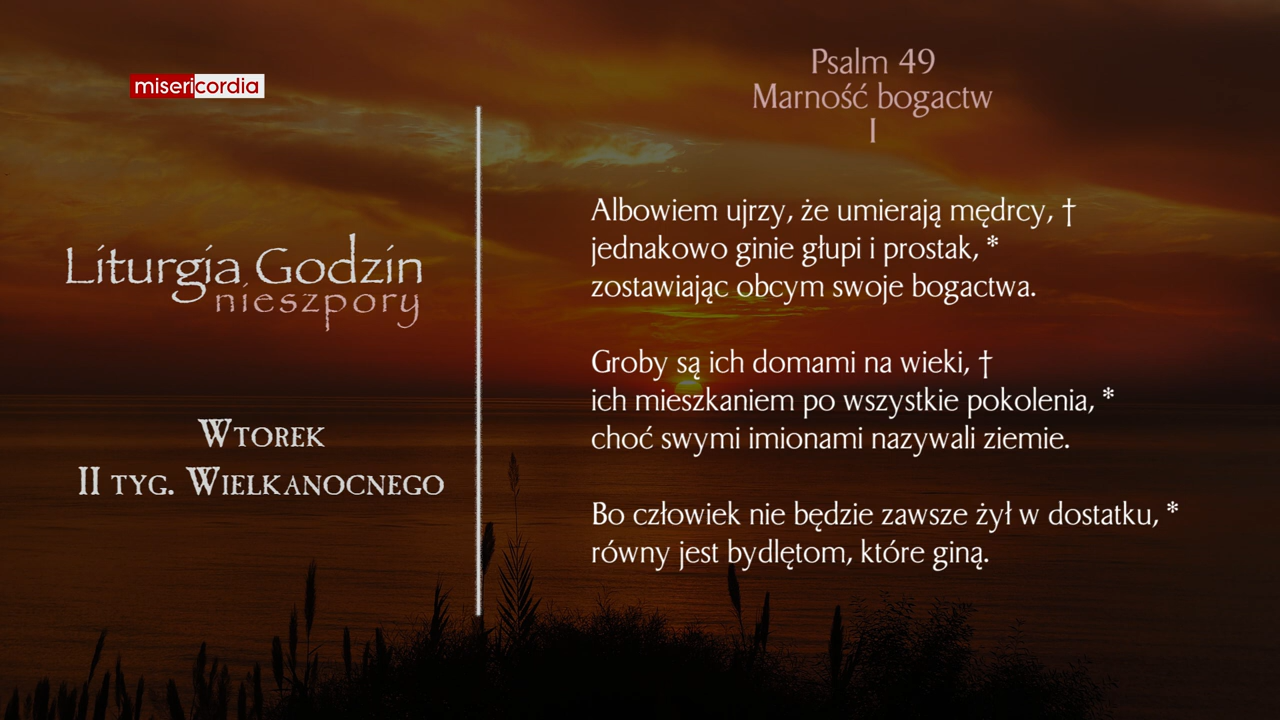 misericordia
Liturgia Godzin
nieszpory
Wtorek
II tyg. Wielkanocnego
Psalm 49
Marność bogactw
I
Albowiem ujrzy, że umierają mędrcy, †
jednakowo ginie głupi i prostak, *
zostawiając obcym swoje bogactwa.
Groby są ich domami na wieki, †
ich mieszkaniem po wszystkie pokolenia, *
choć swymi imionami nazywali ziemie.
Bo człowiek nie będzie zawsze żył w dostatku, *
równy jest bydlętom, które giną.